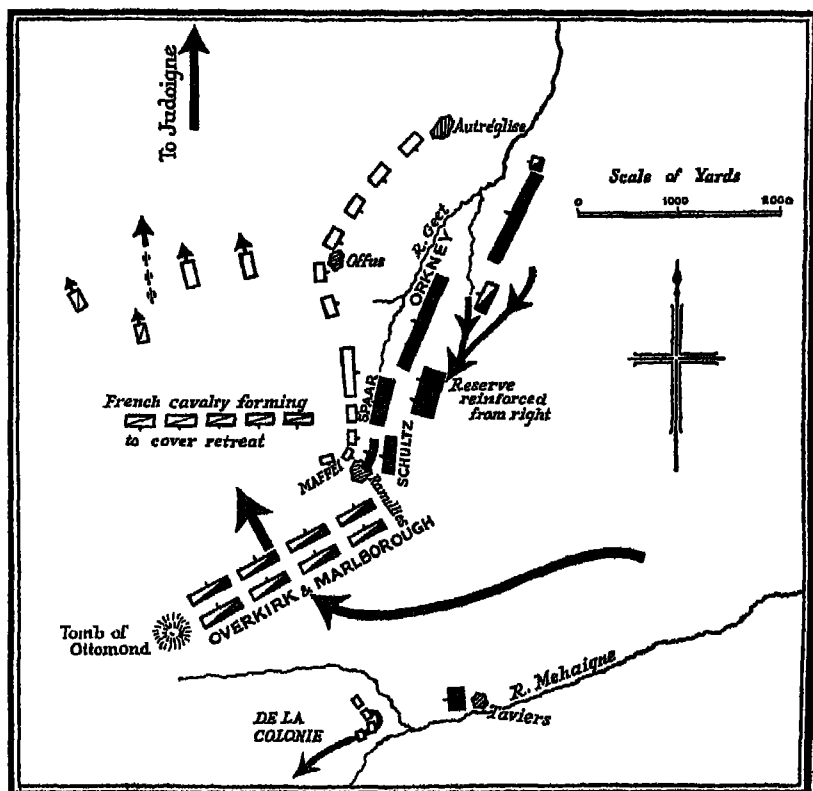 To Judoigne
Autréglise
Scale of Yards
0 1000 2000
R. Geet
Offus
ORKNEY
French cavalry forming
to cover retreat
SPAAR
Reserve
reinforced
from right
SCHULTZ
MAFFEI
Ramillies
OVERKIRK & MARLBOROUGH
Tomb of
Ottomond
R. Mehaigne
Taviers
DE LA
COLONIE